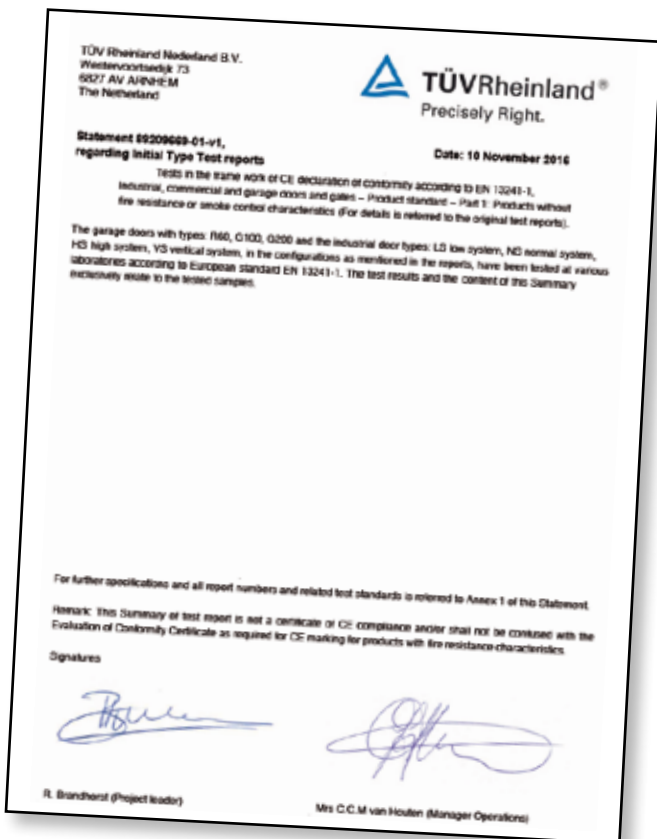 TÜV Rheinland Nederland B.V.
Westervoortsedijk 73
6827 AV ARNHEM
The Netherland
TÜVRheinland®
Precisely Right.
Statement 89209669-01-v1,
regarding Initial Type Test reports
Date: 10 November 2016
Tests in the frame work of CE declaration of conformity according to EN 13241-1,
Industrial, commercial and garage doors and gates – Product standard – Part 1: Products without
fire resistance or smoke control characteristics (For details is referred to the original test reports).
The garage doors with types: R60, G100, G200 and the industrial door types: LS low system, NS normal system,
HS high system, VS vertical system, in the configurations as mentioned in the reports, have been tested at various
laboratories according to European standard EN 13241-1. The test results and the content of this Summary
exclusively relate to the tested samples.
For further specifications and all report numbers and related test standards is referred to Annex 1 of this Statement.
Remark: This Summary of test report is not a certificate of CE compliance and/or shall not be confused with the
Evaluation of Conformity Certificate as required for CE marking for products with fire resistance characteristics.
Signatures
R. Brandhorst (Project leader)
Mrs C.C.M van Houten (Manager Operations)